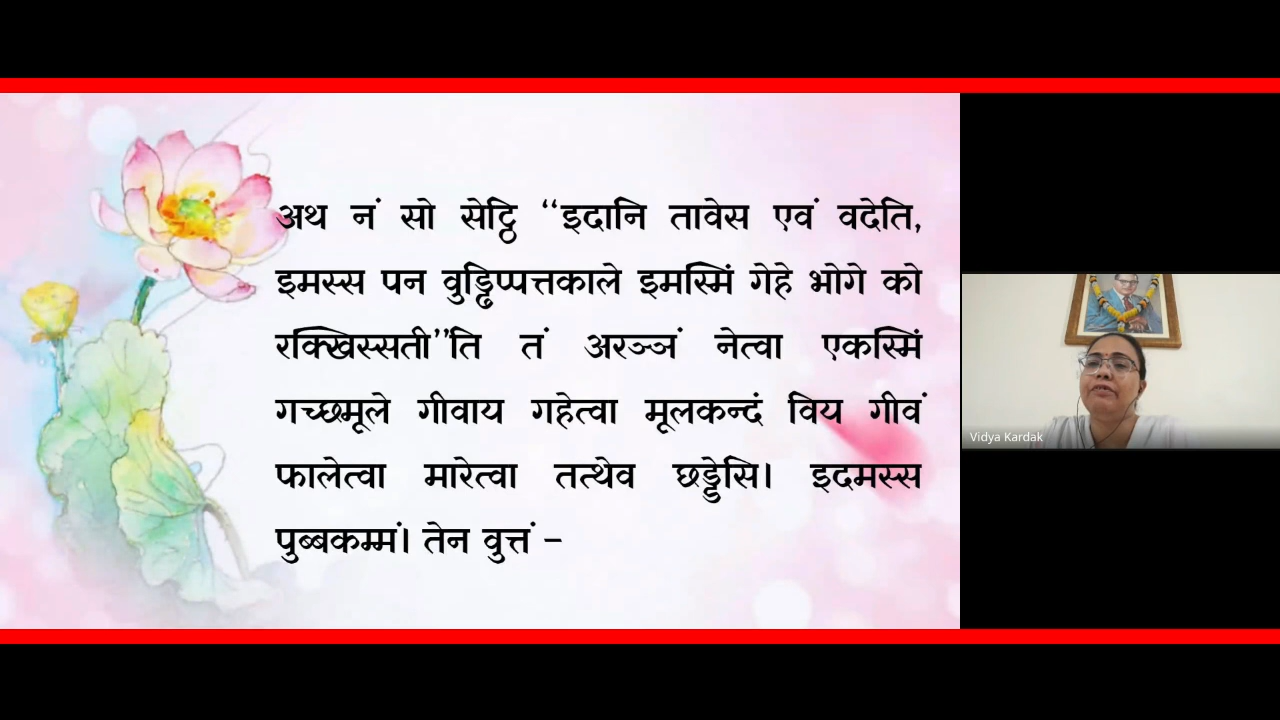 अथ नं सो सेट्ठि “इदानि तावेस एवं वदेति,
इमस्स पन वुड्ढिप्पत्तकाले इमस्मिं गेहे भोगे को
रक्खिस्सती”ति तं अरञ्ञं नेत्वा एकस्मिं
गच्छमूले गीवाय गहेत्वा मूलकन्दं विय गीवं
फालेत्वा मारेत्वा तत्थेव छड्डेसि। इदमस्स
पुब्बकम्मं। तेन वुत्तं –
Vidya Kardak